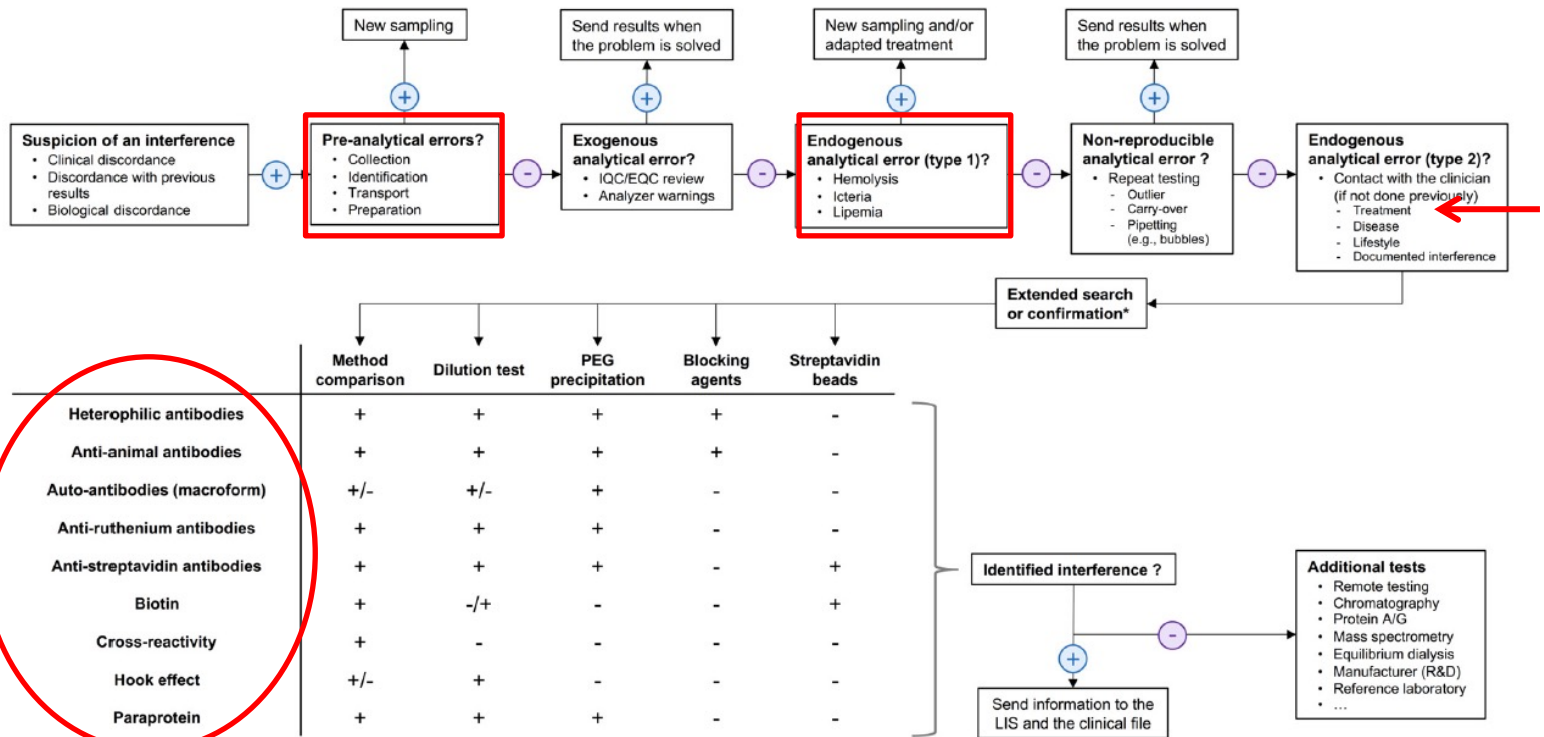 New sampling
Send results when
the problem is solved
New sampling and/or
adapted treatment
Send results when
the problem is solved
+
+
+
+
Suspicion of an interference
• Clinical discordance
• Discordance with previous
results
• Biological discordance
+
Pre-analytical errors?
• Collection
• Identification
• Transport
• Preparation
-
Exogenous
analytical error?
• IQC/EQC review
• Analyzer warnings
-
Endogenous
analytical error (type 1)?
• Hemolysis
• Icteria
• Lipemia
-
Non-reproducible
analytical error ?
• Repeat testing
- Outlier
- Carry-over
- Pipetting
(e.g., bubbles)
-
Endogenous
analytical error (type 2)?
• Contact with the clinician
(if not done previously)
- Treatment
- Disease
- Lifestyle
- Documented interference
Extended search
or confirmation*
Method
comparison
Dilution test
PEG
precipitation
Blocking
agents
Streptavidin
beads
Heterophilic antibodies + + + + -
Anti-animal antibodies + + + + -
Auto-antibodies (macroform) +/- +/- + - -
Anti-ruthenium antibodies + + + - -
Anti-streptavidin antibodies + + + - +
Biotin + -/+ - - +
Cross-reactivity + - - - -
Hook effect +/- + - - -
Paraprotein + + + - -
Identified interference ?
-
+
Send information to the
LIS and the clinical file
Additional tests
• Remote testing
• Chromatography
• Protein A/G
• Mass spectrometry
• Equilibrium dialysis
• Manufacturer (R&D)
• Reference laboratory
• ...